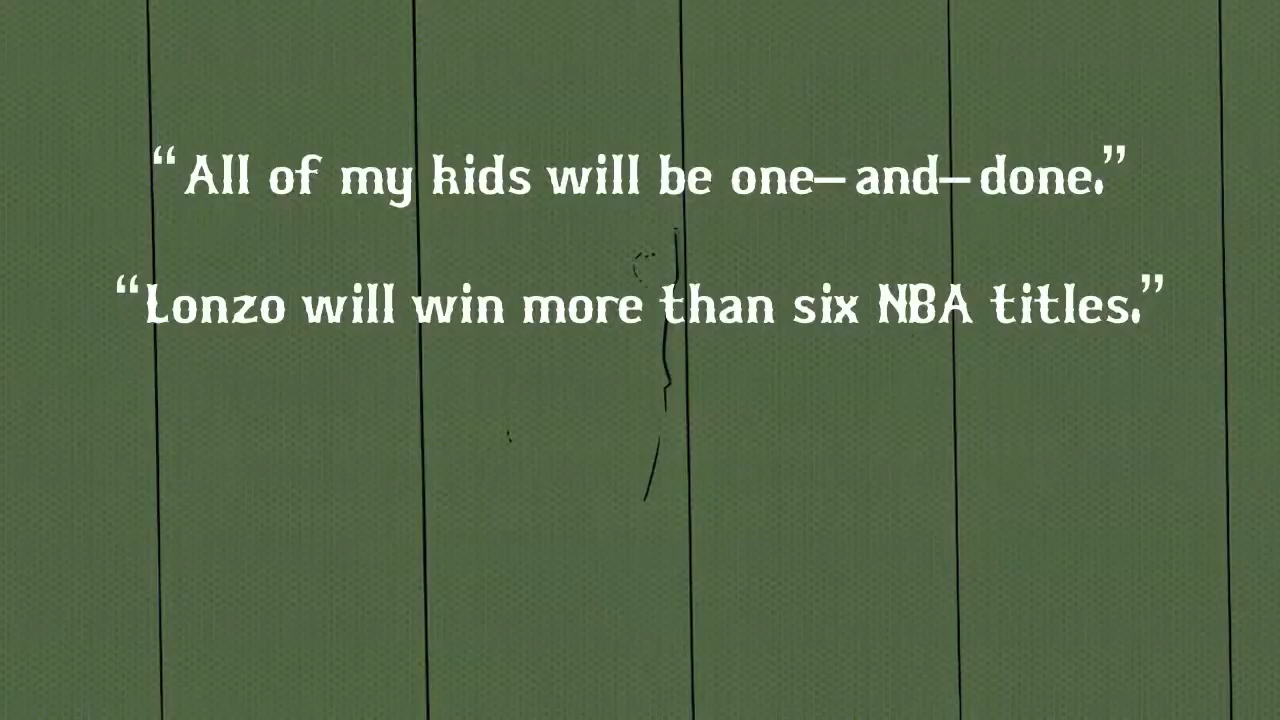 “All of my kids will be one–and–done.”
“Lonzo will win more than six NBA titles.”